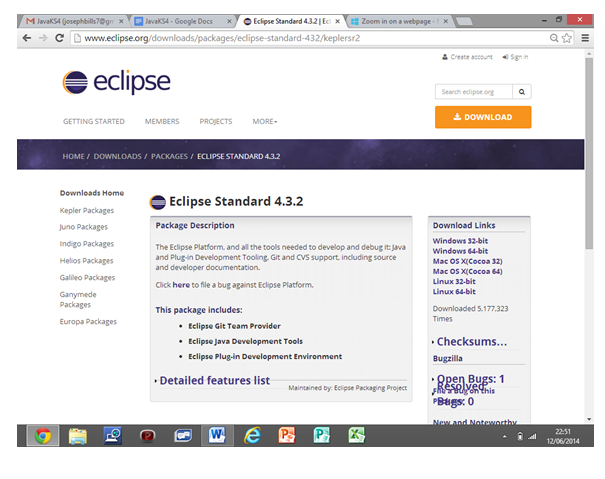 JavaKS4 (josephbills7@gm
JavaKS4 - Google Docs
Eclipse Standard 4.3.2 | Ecl
Zoom in on a webpage -
www.eclipse.org/downloads/packages/eclipse-standard-432/keplersr2
Create account
Sign in
eclipse
Search eclipse.org
GETTING STARTED
MEMBERS
PROJECTS
MORE
DOWNLOAD
HOME / DOWNLOADS / PACKAGES / ECLIPSE STANDARD 4.3.2
Downloads Home
Kepler Packages
Juno Packages
Indigo Packages
Helios Packages
Galileo Packages
Ganymede
Packages
Europa Packages
Eclipse Standard 4.3.2
Package Description
The Eclipse Platform, and all the tools needed to develop and debug it: Java
and Plug-in Development Tooling, Git and CVS support, including source
and developer documentation.
Click here to file a bug against Eclipse Platform.
This package includes:
Eclipse Git Team Provider
Eclipse Java Development Tools
Eclipse Plug-in Development Environment
Detailed features list
Maintained by: Eclipse Packaging Project
Download Links
Windows 32-bit
Windows 64-bit
Mac OS X(Cocoa 32)
Mac OS X(Cocoa 64)
Linux 32-bit
Linux 64-bit
Downloaded 5,177,323
Times
Checksums...
Bugzilla
Open Bugs: 1
Resolved
File a Bug on this
Bugs: 0
New and Noteworthy
22:51
12/06/2014